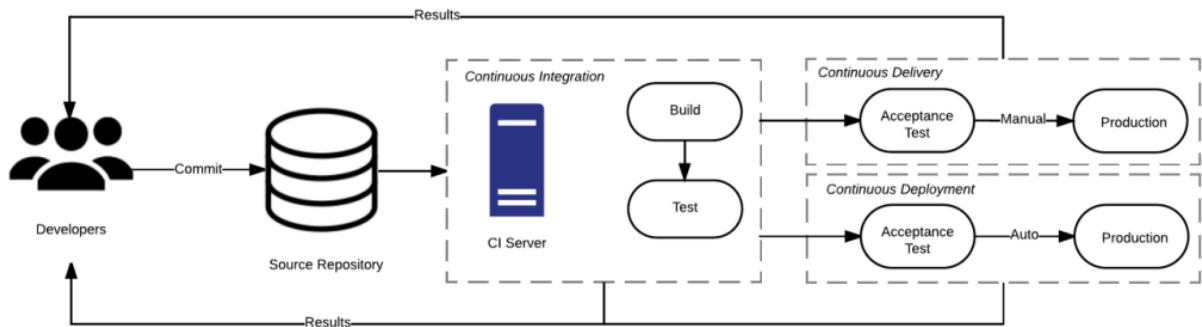 Results
Continuous Integration
Continuous Delivery
Build
Acceptance
Test
Manual
Production
Commit
Continuous Deployment
Test
Developers
CI Server
Acceptance
Test
Auto
Production
Source Repository
Results